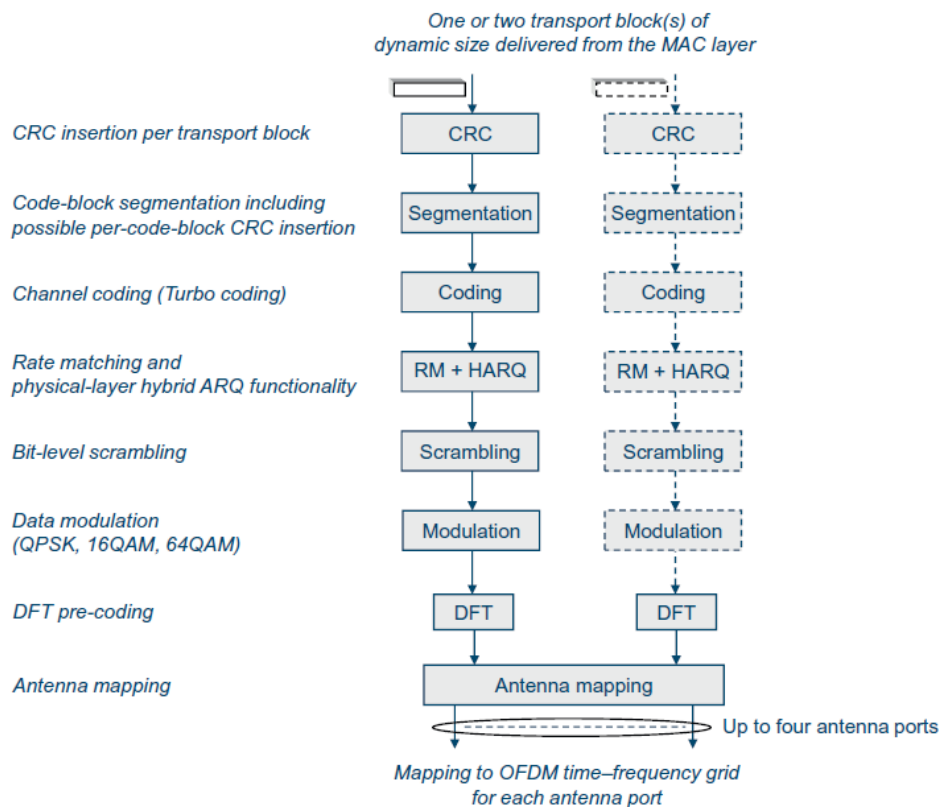 One or two transport block(s) of
dynamic size delivered from the MAC layer
CRC insertion per transport block
CRC
CRC
Code-block segmentation including
possible per-code-block CRC insertion
Segmentation
Segmentation
Channel coding (Turbo coding)
Coding
Coding
Rate matching and
physical-layer hybrid ARQ functionality
RM + HARQ
RM + HARQ
Bit-level scrambling
Scrambling
Scrambling
Data modulation
(QPSK, 16QAM, 64QAM)
Modulation
Modulation
DFT pre-coding
DFT
DFT
Antenna mapping
Antenna mapping
Up to four antenna ports
Mapping to OFDM time–frequency grid
for each antenna port